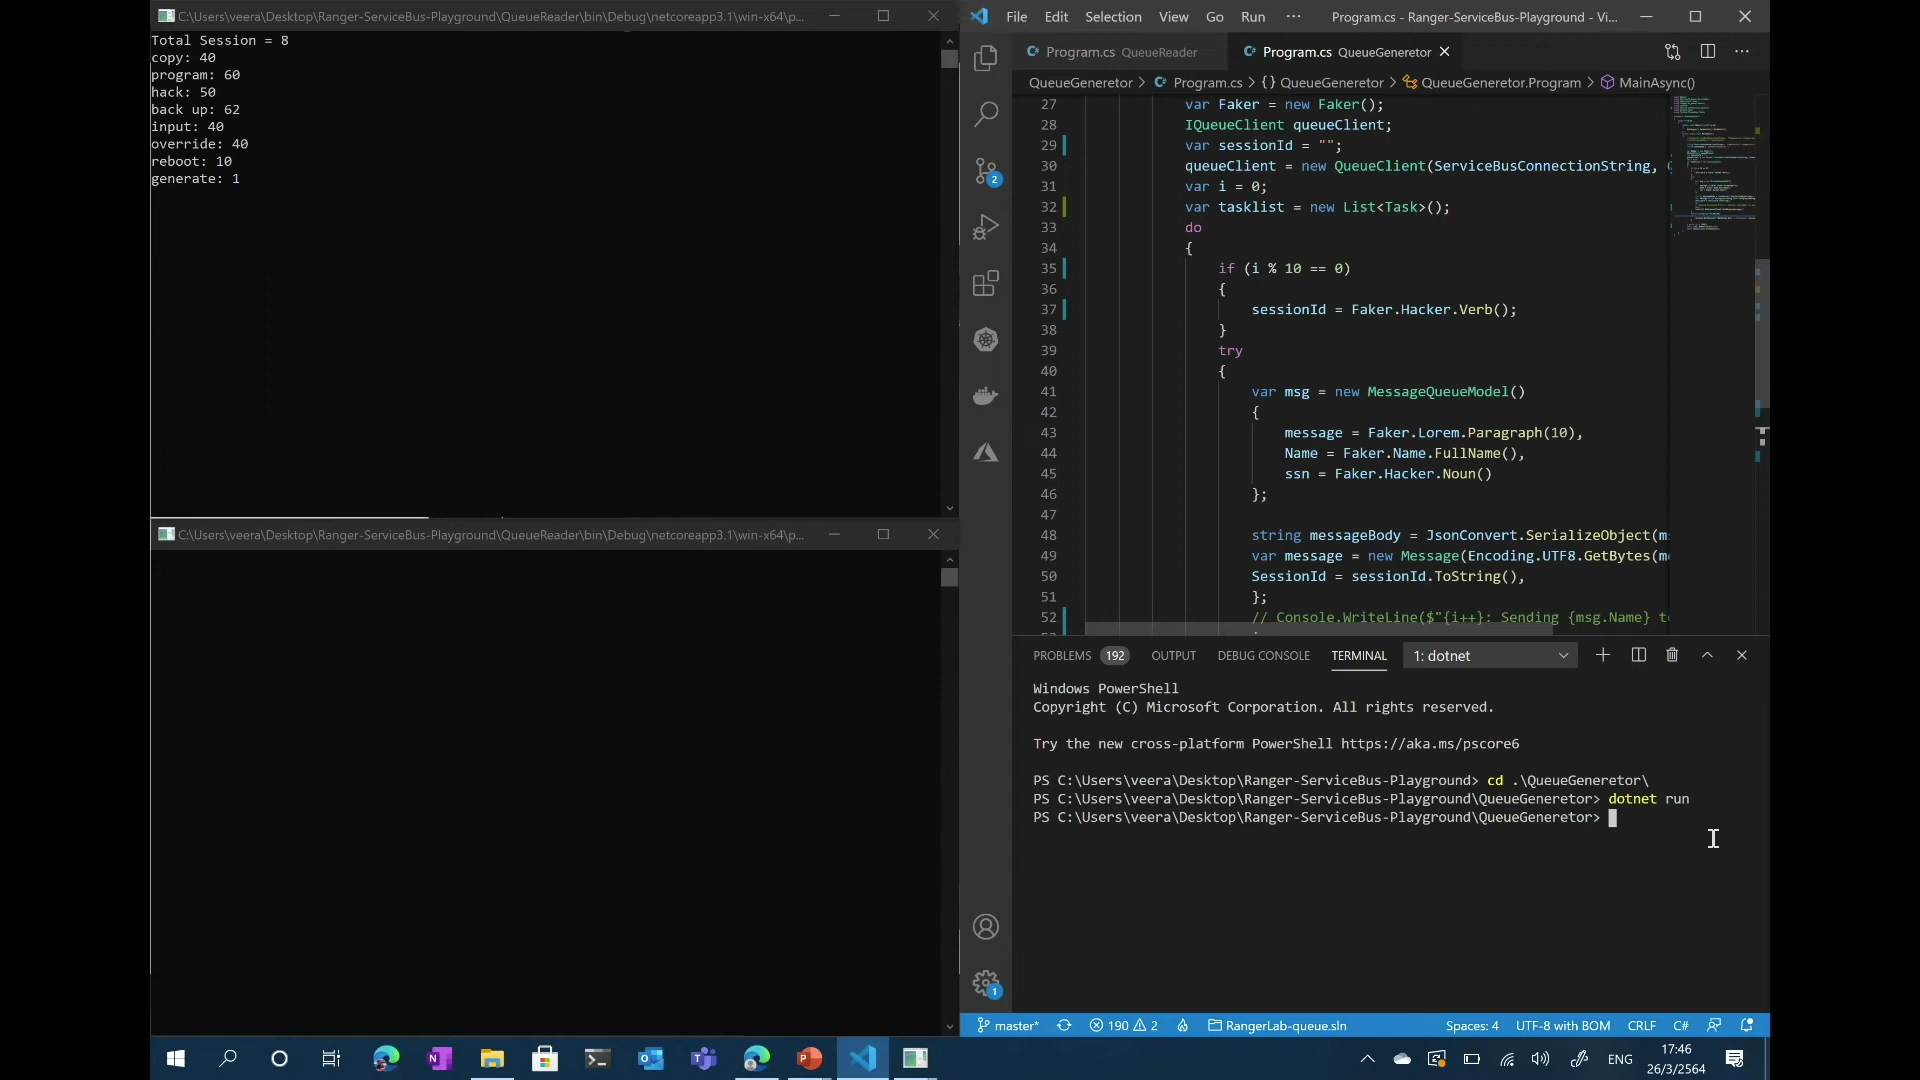 C:\Users\veera\Desktop\Ranger-ServiceBus-Playground\QueueReader\bin\Debug\netcoreapp3.1\win-x64\p...
Total Session = 8
copy: 40
program: 60
hack: 50
back up: 62
input: 40
override: 40
reboot: 10
generate: 1
C:\Users\veera\Desktop\Ranger-ServiceBus-Playground\QueueReader\bin\Debug\netcoreapp3.1\win-x64\p...
File Edit Selection View Go Run ··· Program.cs - Ranger-ServiceBus-Playground - Vi...
C# Program.cs QueueReader C# Program.cs QueueGeneretor
QueueGeneretor > C# Program.cs > {} QueueGeneretor > QueueGeneretor.Program > MainAsync()
27 var Faker = new Faker();
28 IQueueClient queueClient;
29 var sessionId = "";
30 queueClient = new QueueClient(ServiceBusConnectionString,
31 var i = 0;
32 var tasklist = new List<Task>();
33 do
34 {
35 if (i % 10 == 0)
36 {
37 sessionId = Faker.Hacker.Verb();
38 }
39 try
40 {
41 var msg = new MessageQueueModel()
42 {
43 message = Faker.Lorem.Paragraph(10),
44 Name = Faker.Name.FullName(),
45 ssn = Faker.Hacker.Noun()
46 };
47
48 string messageBody = JsonConvert.SerializeObject(m
49 var message = new Message(Encoding.UTF8.GetBytes(m
50 SessionId = sessionId.ToString(),
51 };
52 // Console.WriteLine($"{i++}: Sending {msg.Name} t
PROBLEMS 192 OUTPUT DEBUG CONSOLE TERMINAL 1: dotnet
Windows PowerShell
Copyright (C) Microsoft Corporation. All rights reserved.
Try the new cross-platform PowerShell https://aka.ms/pscore6
PS C:\Users\veera\Desktop\Ranger-ServiceBus-Playground> cd .\QueueGeneretor\
PS C:\Users\veera\Desktop\Ranger-ServiceBus-Playground\QueueGeneretor> dotnet run
PS C:\Users\veera\Desktop\Ranger-ServiceBus-Playground\QueueGeneretor>
2
1
master* 190 2 RangerLab-queue.sln Spaces: 4 UTF-8 with BOM CRLF C#
ENG 17:46
26/3/2564